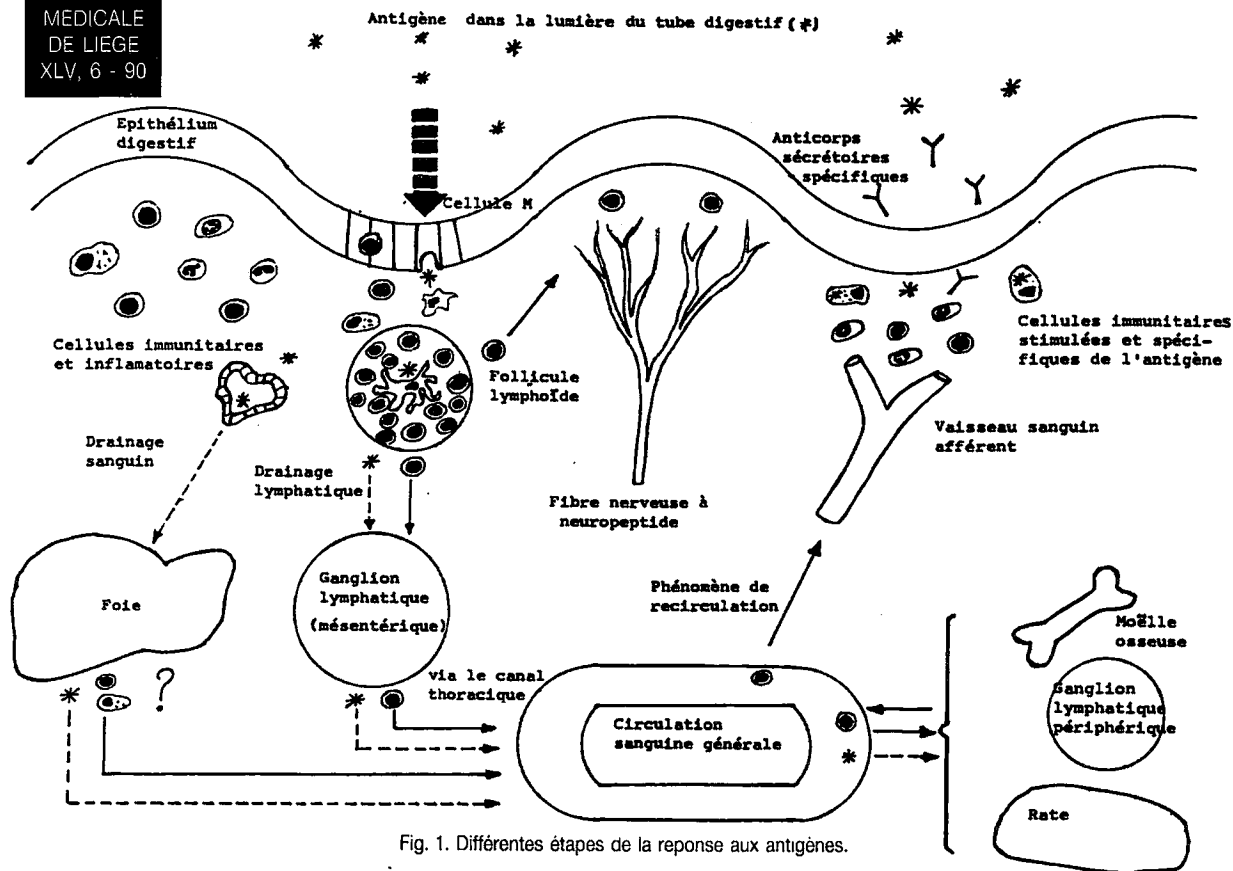 MEDICALE
DE LIEGE
XLV, 6 - 90
Antigène dans la lumière du tube digestif (*)
Epithélium
digestif
Cellule M
Anticorps
sécrétoires
spécifiques
Cellules immunitaires
et inflamatoires
Follicule
lymphoïde
Cellules immunitaires
stimulées et spéci-
fiques de l'antigène
Drainage
sanguin
Drainage
lymphatique
Fibre nerveuse à
neuropeptide
Vaisseau sanguin
afférent
Foie
Ganglion
lymphatique
(mésentérique)
Phénomène de
recirculation
Moëlle
osseuse
?
via le canal
thoracique
Circulation
sanguine générale
Ganglion
lymphatique
périphérique
Rate
Fig. 1. Différentes étapes de la reponse aux antigènes.